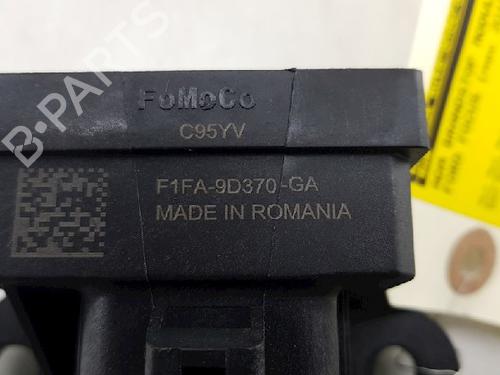 FoMoCo
C95YV
F1FA-9D370-GA
MADE IN ROMANIA
B-Parts